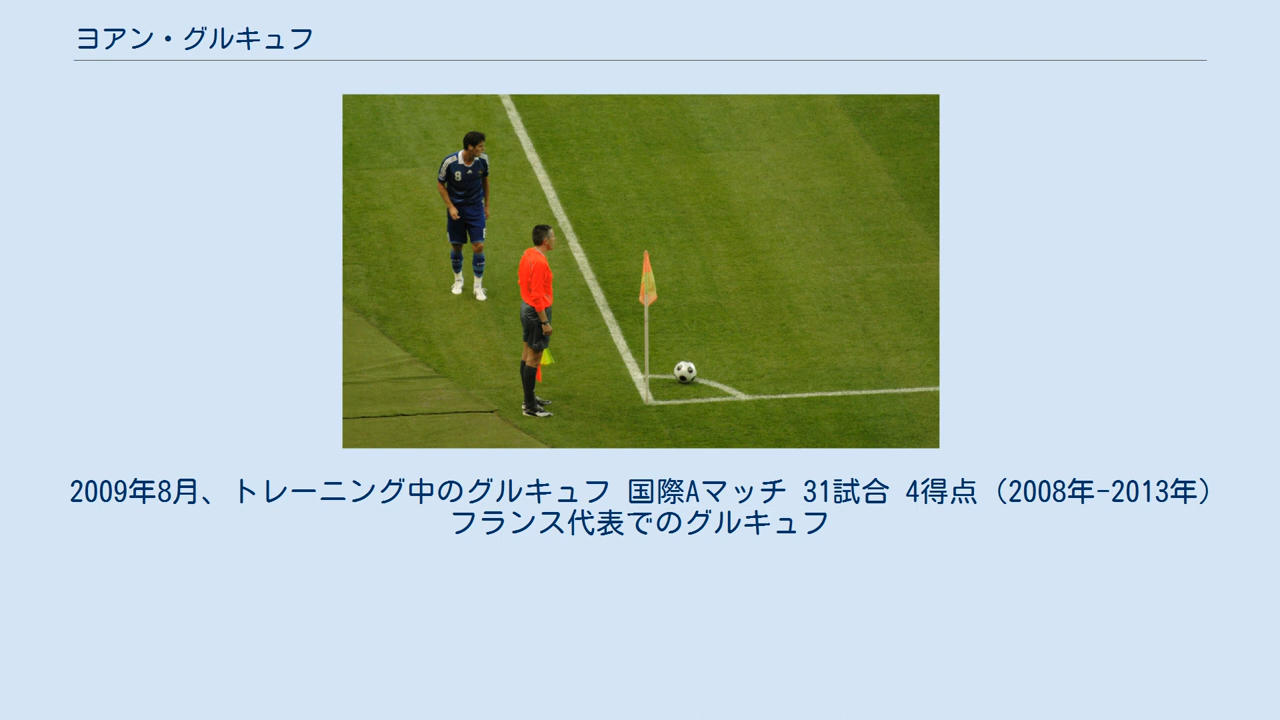 ヨアン・グルキュフ
8
2009年8月、トレーニング中のグルキュフ 国際Aマッチ 31試合 4得点（2008年-2013年）
フランス代表でのグルキュフ